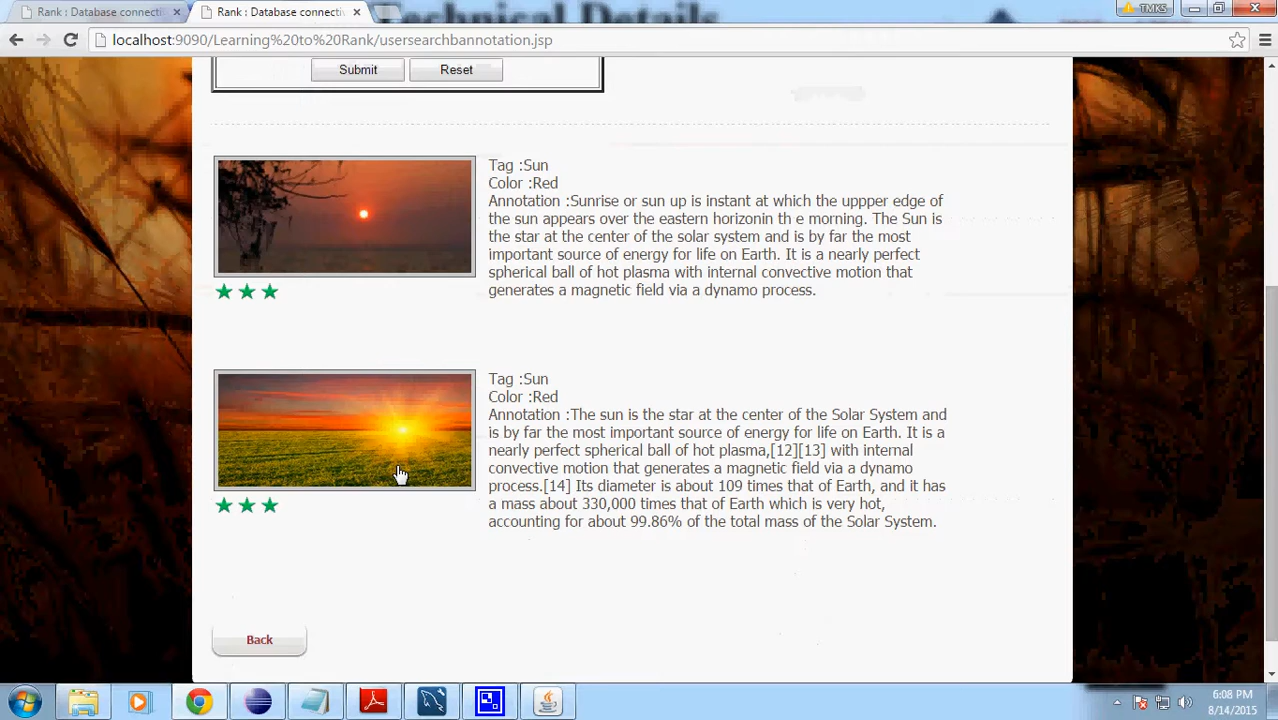 Technical Details
Rank : Database connecti
Rank : Database connecti
TMKS
localhost:9090/Learning%20to%20Rank/usersearchbannotation.jsp
Submit
Reset
Tag :Sun
Color :Red
Annotation :Sunrise or sun up is instant at which the uppper edge of
the sun appears over the eastern horizonin th e morning. The Sun is
the star at the center of the solar system and is by far the most
important source of energy for life on Earth. It is a nearly perfect
spherical ball of hot plasma with internal convective motion that
generates a magnetic field via a dynamo process.
Tag :Sun
Color :Red
Annotation :The sun is the star at the center of the Solar System and
is by far the most important source of energy for life on Earth. It is a
nearly perfect spherical ball of hot plasma,[12][13] with internal
convective motion that generates a magnetic field via a dynamo
process.[14] Its diameter is about 109 times that of Earth, and it has
a mass about 330,000 times that of Earth which is very hot,
accounting for about 99.86% of the total mass of the Solar System.
Back
6:08 PM
8/14/2015